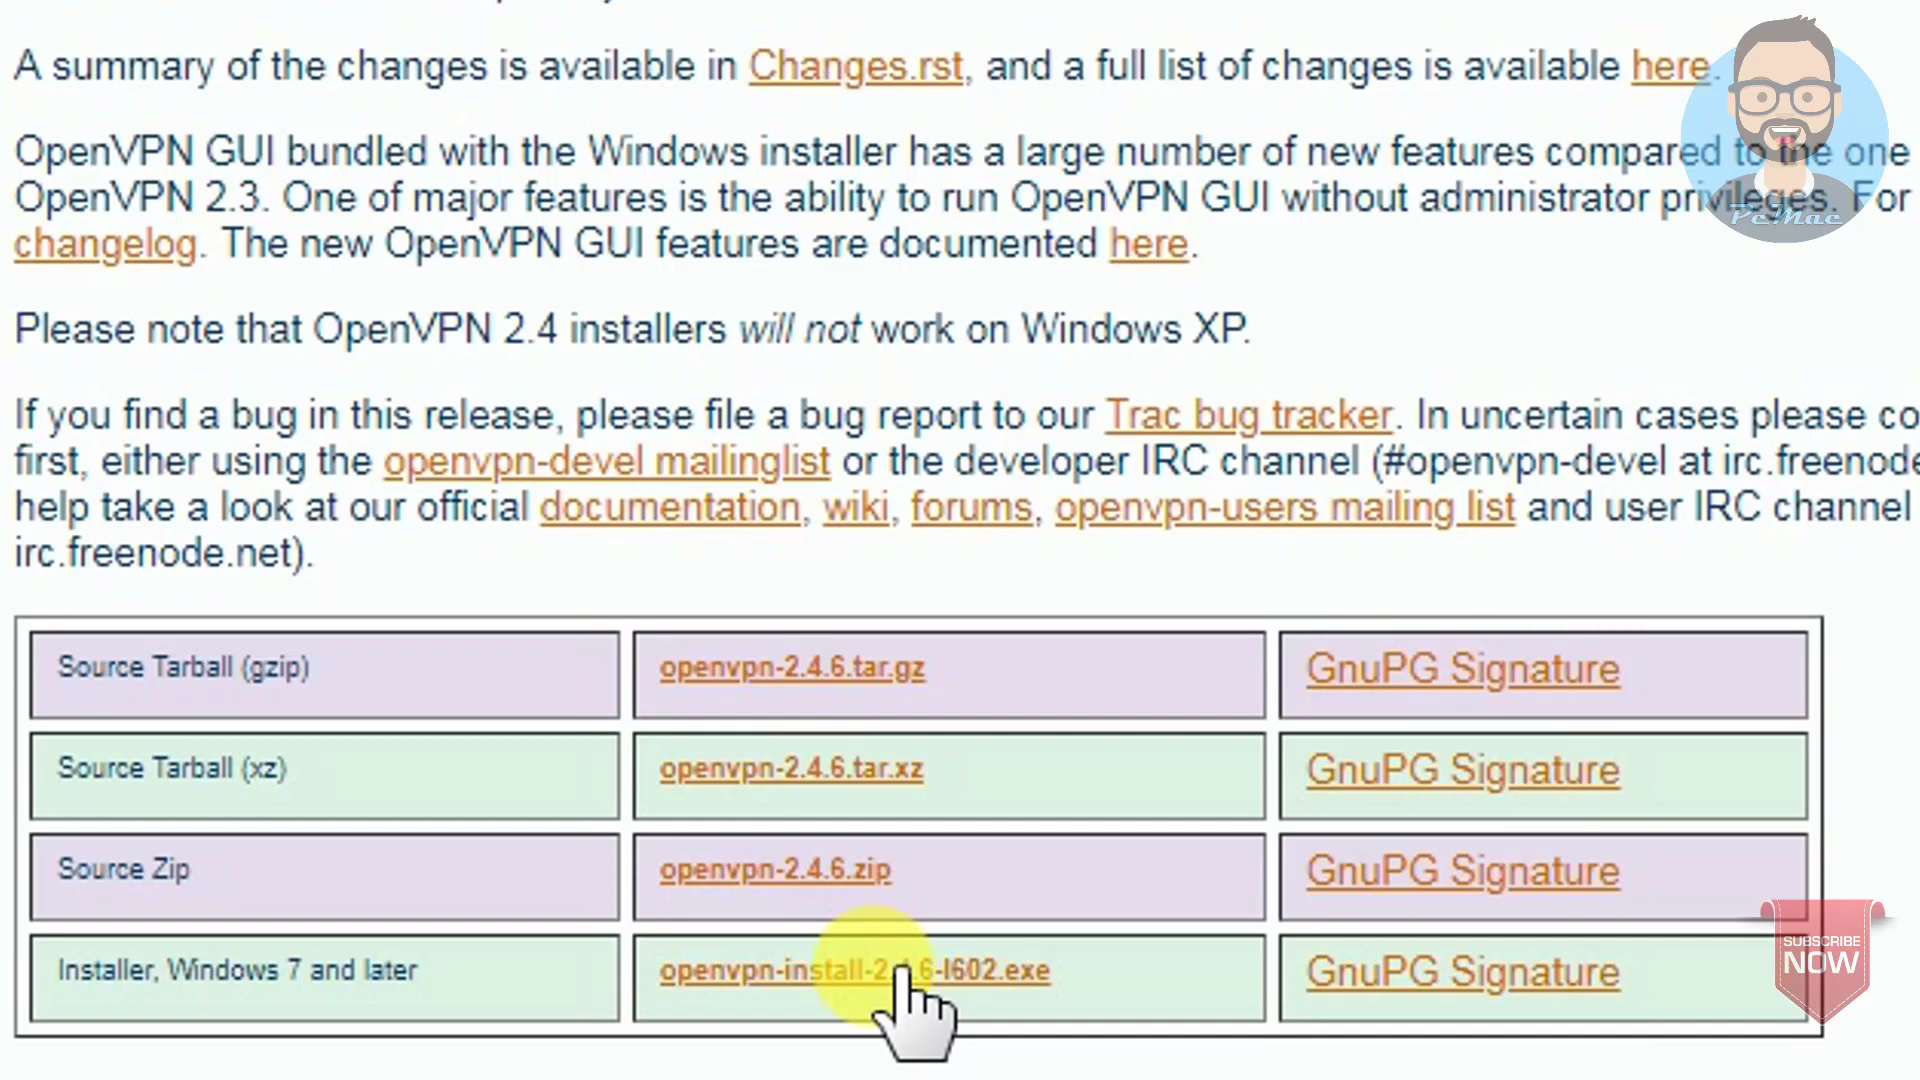 A summary of the changes is available in Changes.rst, and a full list of changes is available here.
OpenVPN GUI bundled with the Windows installer has a large number of new features compared to the one
OpenVPN 2.3. One of major features is the ability to run OpenVPN GUI without administrator privileges. For
changelog. The new OpenVPN GUI features are documented here.
Please note that OpenVPN 2.4 installers will not work on Windows XP.
If you find a bug in this release, please file a bug report to our Trac bug tracker. In uncertain cases please co
first, either using the openvpn-devel mailinglist or the developer IRC channel (#openvpn-devel at irc.freenode
help take a look at our official documentation, wiki, forums, openvpn-users mailing list and user IRC channel
irc.freenode.net).
Source Tarball (gzip) openvpn-2.4.6.tar.gz GnuPG Signature
Source Tarball (xz) openvpn-2.4.6.tar.xz GnuPG Signature
Source Zip openvpn-2.4.6.zip GnuPG Signature
Installer, Windows 7 and later openvpn-install-2.4.6-I602.exe GnuPG Signature
PcMac
SUBSCRIBE
NOW